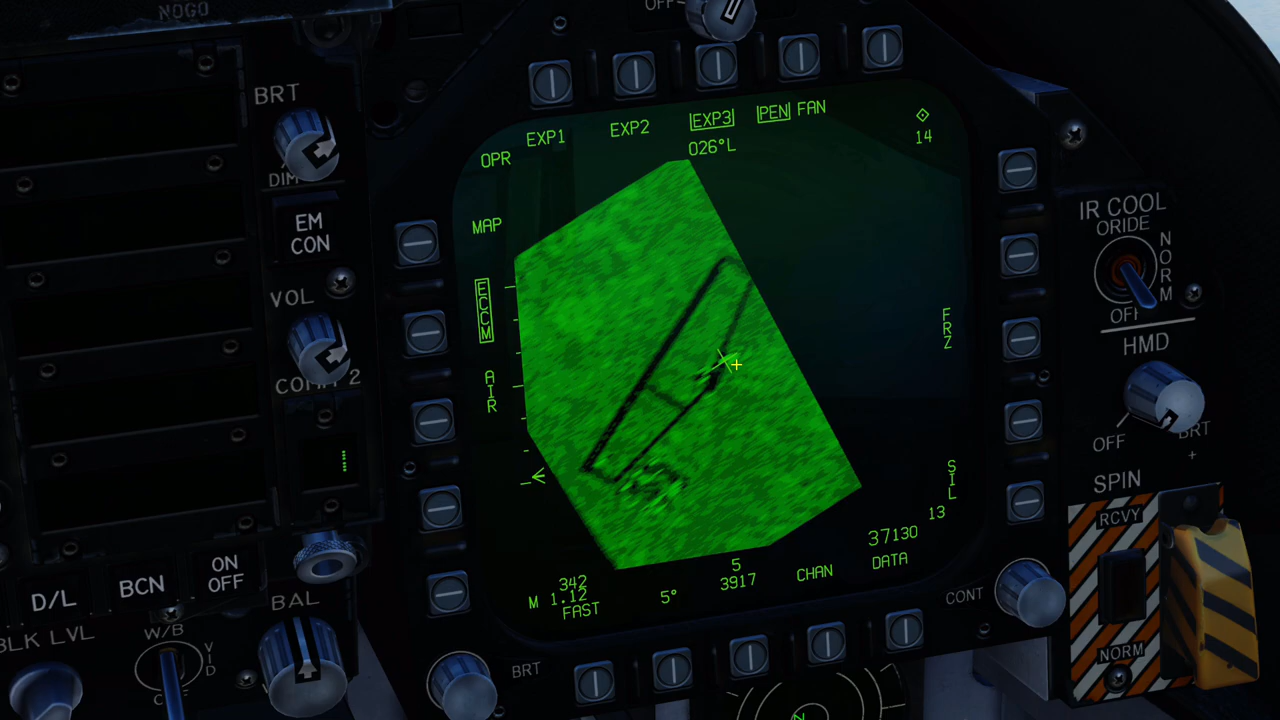 NOGO
OFF
BRT
DIM
EM
CON
VOL
COMM 2
D/L
BCN
ON
OFF
BLK LVL
W/B
VID
BAL
EXP1
EXP2
EXP3
PEN
FAN
OPR
026°L
14
MAP
ECCM
AIR
FRZ
SIL
13
37130
DATA
342
M 1.12
FAST
5°
5
3917
CHAN
BRT
CONT
N
IR COOL
ORIDE
NORM
OFF
HMD
OFF
BRT
SPIN
RCVY
NORM